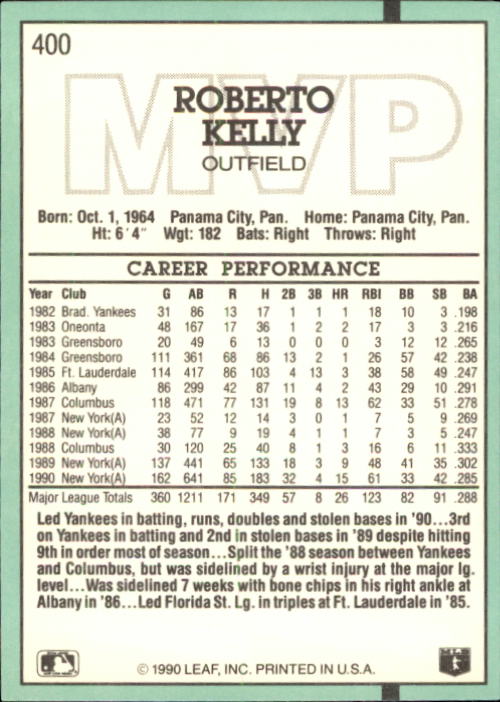 400
MVP
ROBERTO
KELLY
OUTFIELD
Born: Oct. 1, 1964 Panama City, Pan. Home: Panama City, Pan.
Ht: 6'4" Wgt: 182 Bats: Right Throws: Right
CAREER PERFORMANCE
Year Club G AB R H 2B 3B HR RBI BB SB BA
1982 Brad. Yankees 31 86 13 17 1 1 1 18 10 3 .198
1983 Oneonta 48 167 17 36 1 2 2 17 3 3 .216
1983 Greensboro 20 49 6 13 0 0 0 3 12 12 .265
1984 Greensboro 111 361 68 86 13 2 1 26 57 42 .238
1985 Ft. Lauderdale 114 417 86 103 4 13 3 38 58 49 .247
1986 Albany 86 299 42 87 11 4 2 43 29 10 .291
1987 Columbus 118 471 77 131 19 8 13 62 33 51 .278
1987 New York(A) 23 52 12 14 3 0 1 7 5 9 .269
1988 New York(A) 38 77 9 19 4 1 1 7 3 5 .247
1988 Columbus 30 120 25 40 8 1 3 16 6 11 .333
1989 New York(A) 137 441 65 133 18 3 9 48 41 35 .302
1990 New York(A) 162 641 85 183 32 4 15 61 33 42 .285
Major League Totals 360 1211 171 349 57 8 26 123 82 91 .288
Led Yankees in batting, runs, doubles and stolen bases in '90...3rd
on Yankees in batting and 2nd in stolen bases in '89 despite hitting
9th in order most of season...Split the '88 season between Yankees
and Columbus, but was sidelined by a wrist injury at the major lg.
level...Was sidelined 7 weeks with bone chips in his right ankle at
Albany in '86...Led Florida St. Lg. in triples at Ft. Lauderdale in '85.
© 1990 LEAF, INC. PRINTED IN U.S.A.